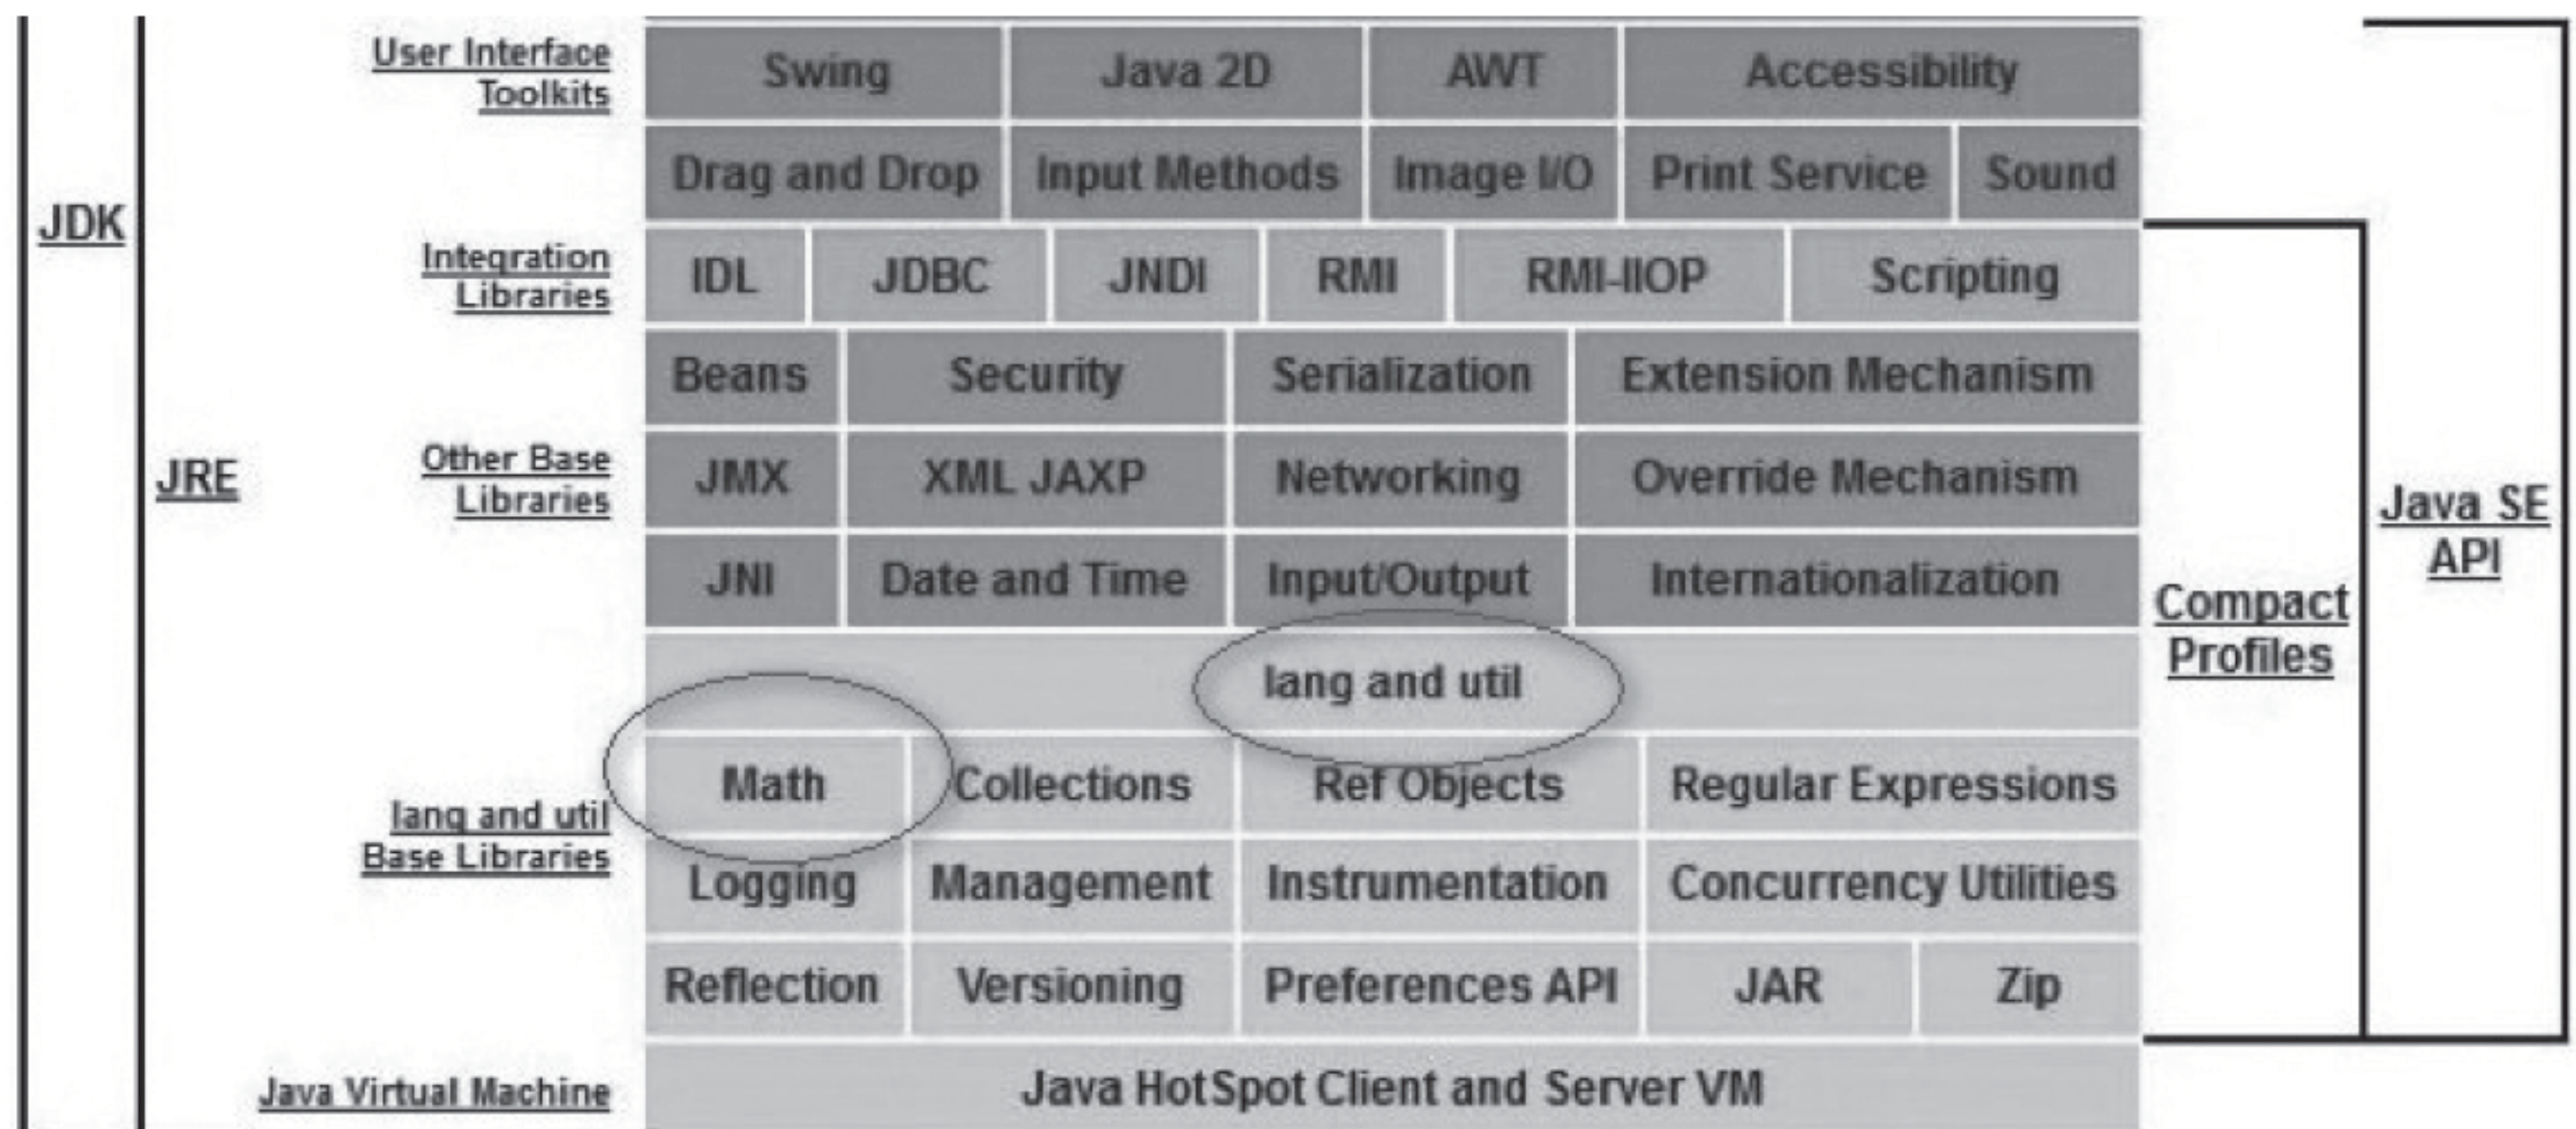 User Interface
Toolkits
Swing Java 2D AWT Accessibility
Drag and Drop Input Methods Image I/O Print Service Sound
JDK
Integration
Libraries
IDL JDBC JNDI RMI RMI-IIOP Scripting
Beans Security Serialization Extension Mechanism
JRE
Other Base
Libraries
JMX XML JAXP Networking Override Mechanism
Java SE
API
JNI Date and Time Input/Output Internationalization
Compact
Profiles
lang and util
lang and util
Base Libraries
Math Collections Ref Objects Regular Expressions
Logging Management Instrumentation Concurrency Utilities
Reflection Versioning Preferences API JAR Zip
Java Virtual Machine
Java HotSpot Client and Server VM